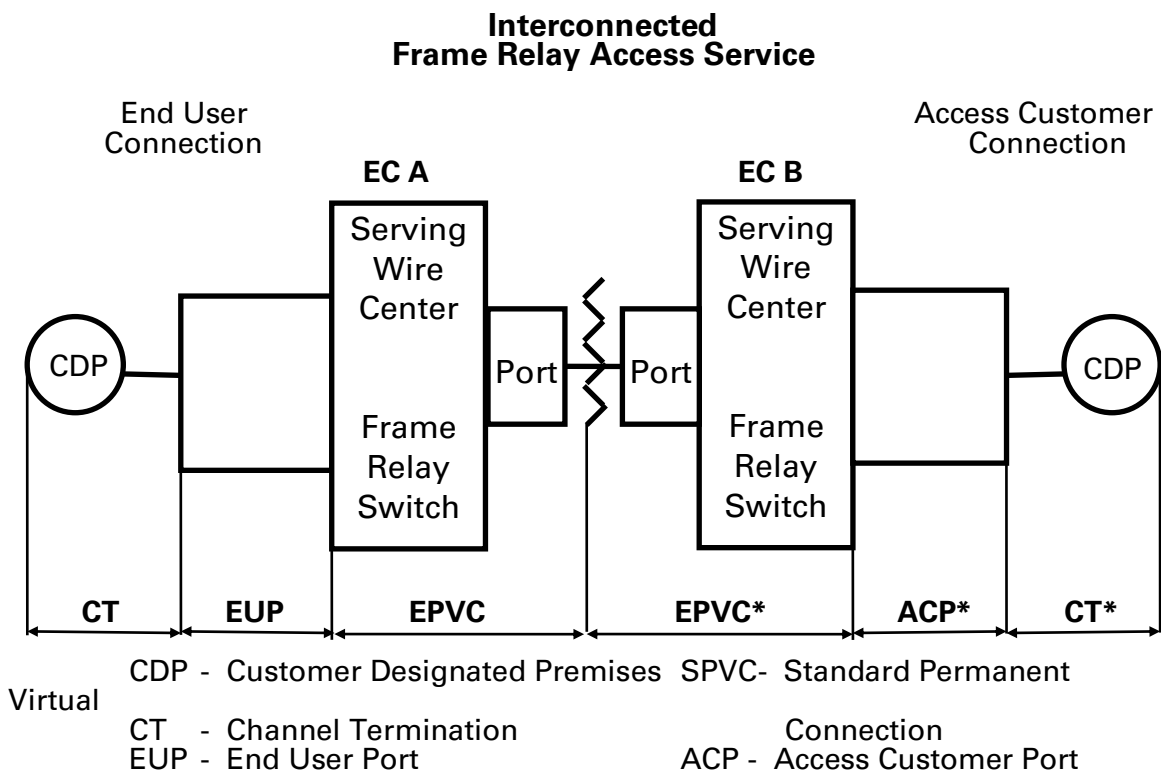 Interconnected
Frame Relay Access Service
End User
Connection
Access Customer
Connection
EC A
EC B
Serving
Wire
Center
Frame
Relay
Switch
Serving
Wire
Center
Frame
Relay
Switch
CDP
Port
Port
CDP
CT EUP EPVC EPVC* ACP* CT*
CDP - Customer Designated Premises SPVC- Standard Permanent
Virtual
CT - Channel Termination Connection
EUP - End User Port ACP - Access Customer Port